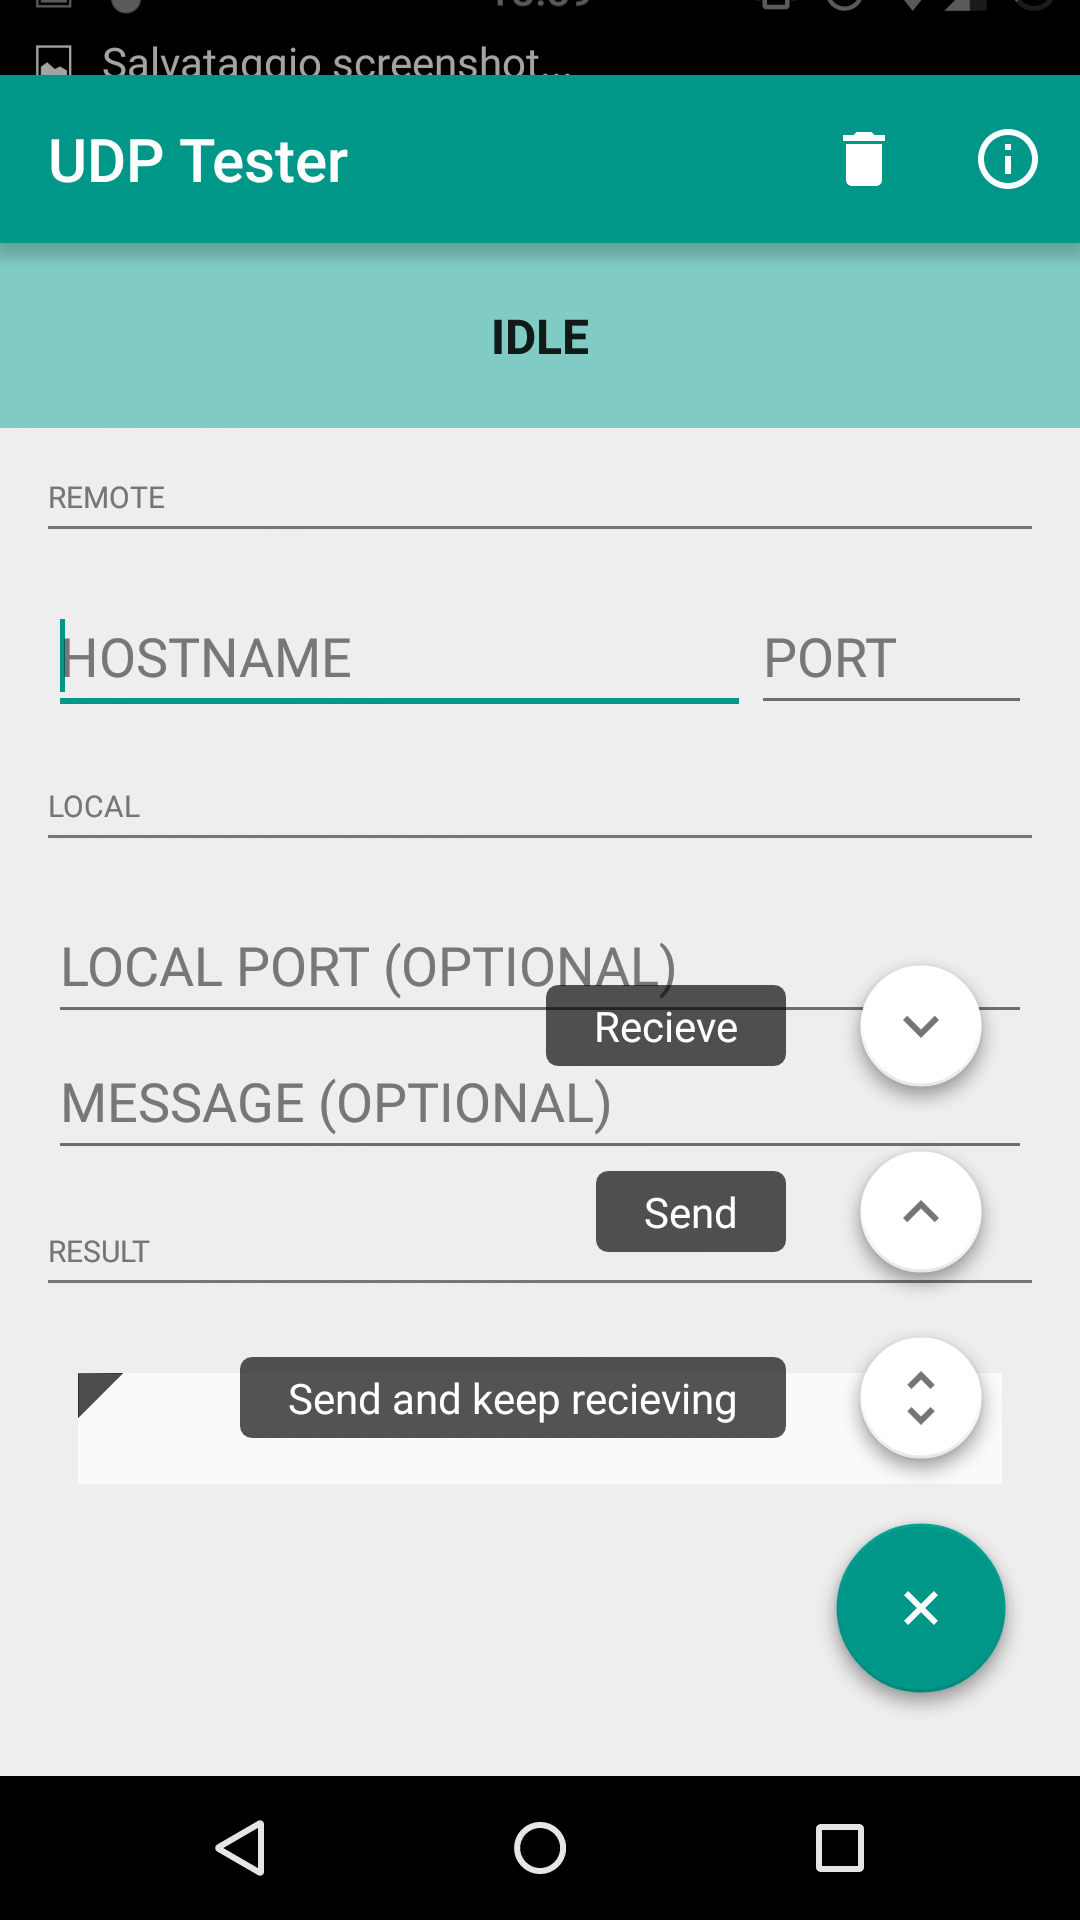 Salvataggio screenshot...
UDP Tester
IDLE
REMOTE
HOSTNAME
PORT
LOCAL
LOCAL PORT (OPTIONAL)
Recieve
MESSAGE (OPTIONAL)
Send
RESULT
Send and keep recieving